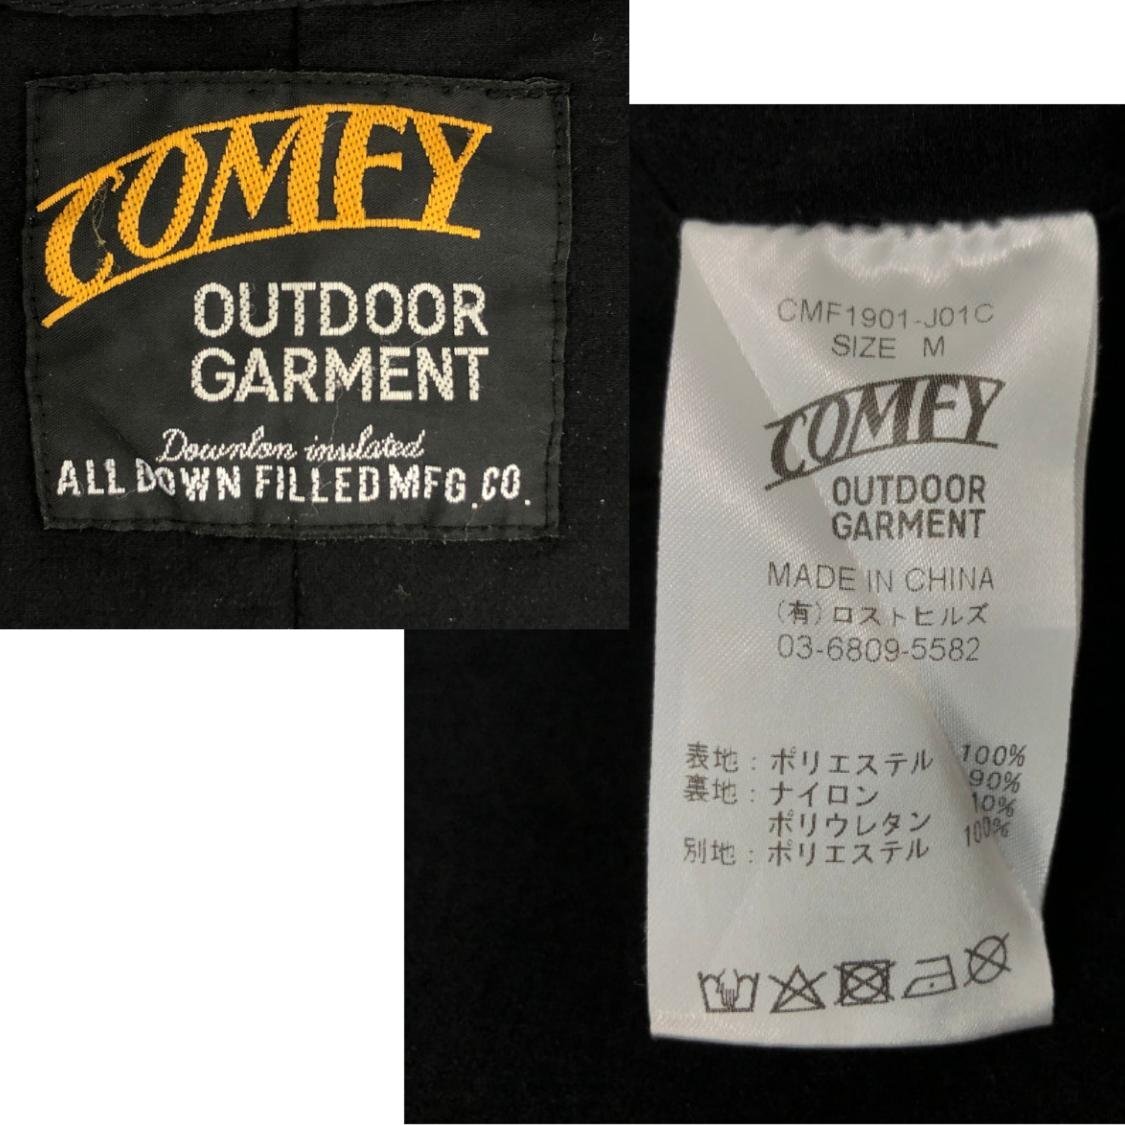 COMFY
OUTDOOR
GARMENT
Downlon insulated
ALL DOWN FILLED MFG. CO.
CMF1901-J01C
SIZE M
COMFY
OUTDOOR
GARMENT
MADE IN CHINA
(有)ロストヒルズ
03-6809-5582
表地:ポリエステル 100%
裏地:ナイロン 90%
ポリウレタン 10%
別地:ポリエステル 100%